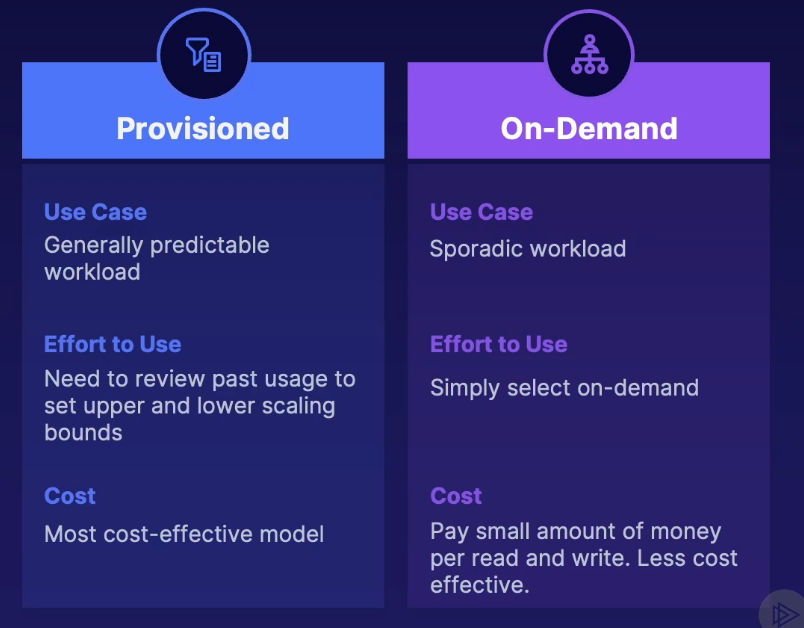 Provisioned
Use Case
Generally predictable
workload
Effort to Use
Need to review past usage to
set upper and lower scaling
bounds
Cost
Most cost-effective model
On-Demand
Use Case
Sporadic workload
Effort to Use
Simply select on-demand
Cost
Pay small amount of money
per read and write. Less cost
effective.